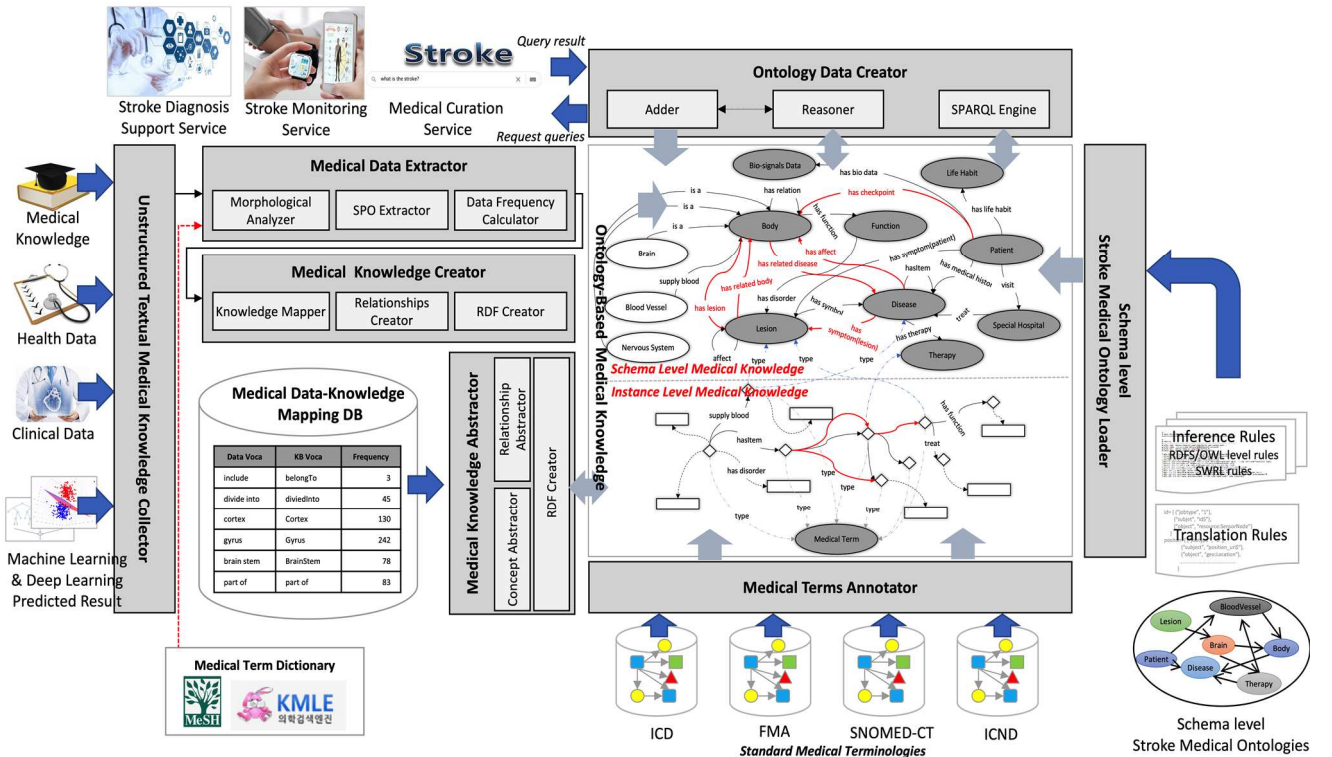 Stroke
what is the stroke?
Query result
Request queries
Stroke Diagnosis
Support Service
Stroke Monitoring
Service
Medical Curation
Service
Ontology Data Creator
Adder
Reasoner
SPARQL Engine
Medical
Knowledge
Health Data
Clinical Data
Machine Learning
& Deep Learning
Predicted Result
Unstructured Textual Medical Knowledge Collector
Medical Data Extractor
Morphological
Analyzer
SPO Extractor
Data Frequency
Calculator
Medical Knowledge Creator
Knowledge Mapper
Relationships
Creator
RDF Creator
Medical Data-Knowledge
Mapping DB
Data Voca KB Voca Frequency
include belongTo 3
divide into diviedInto 45
cortex Cortex 130
gyrus Gyrus 242
brain stem BrainStem 78
part of part of 83
Medical Knowledge Abstractor
Relationship
Abstractor
Concept Abstractor
RDF Creator
Medical Term Dictionary
MeSH
KMLE
의학검색엔진
Ontology-Based Medical Knowledge
Bio-signals Data
Life Habit
has bio data
is a
has relation
has checkpoint
is a
has life habit
is a
Body
has function
Function
Patient
Brain
has affect
has symptom(patient)
has related disease
hasItem
has medical histor
supply blood
has related body
visit
Blood Vessel
has disorder
Disease
has lesion
has symbnl
Lesion
treat
Special Hospital
Nervous System
has
symptom(lesion)
has therapy
Therapy
affect
type
type
type
type
Schema Level Medical Knowledge
Instance Level Medical Knowledge
supply blood
has function
hasItem
treat
has disorder
type
type
type
type
type
Medical Term
Medical Terms Annotator
ICD
FMA
SNOMED-CT
ICND
Standard Medical Terminologies
Schema level
Stroke Medical Ontology Loader
Inference Rules
RDFS/OWL level rules
SWRL rules
Translation Rules
BloodVessel
Lesion
Brain
Body
Patient
Disease
Therapy
Schema level
Stroke Medical Ontologies